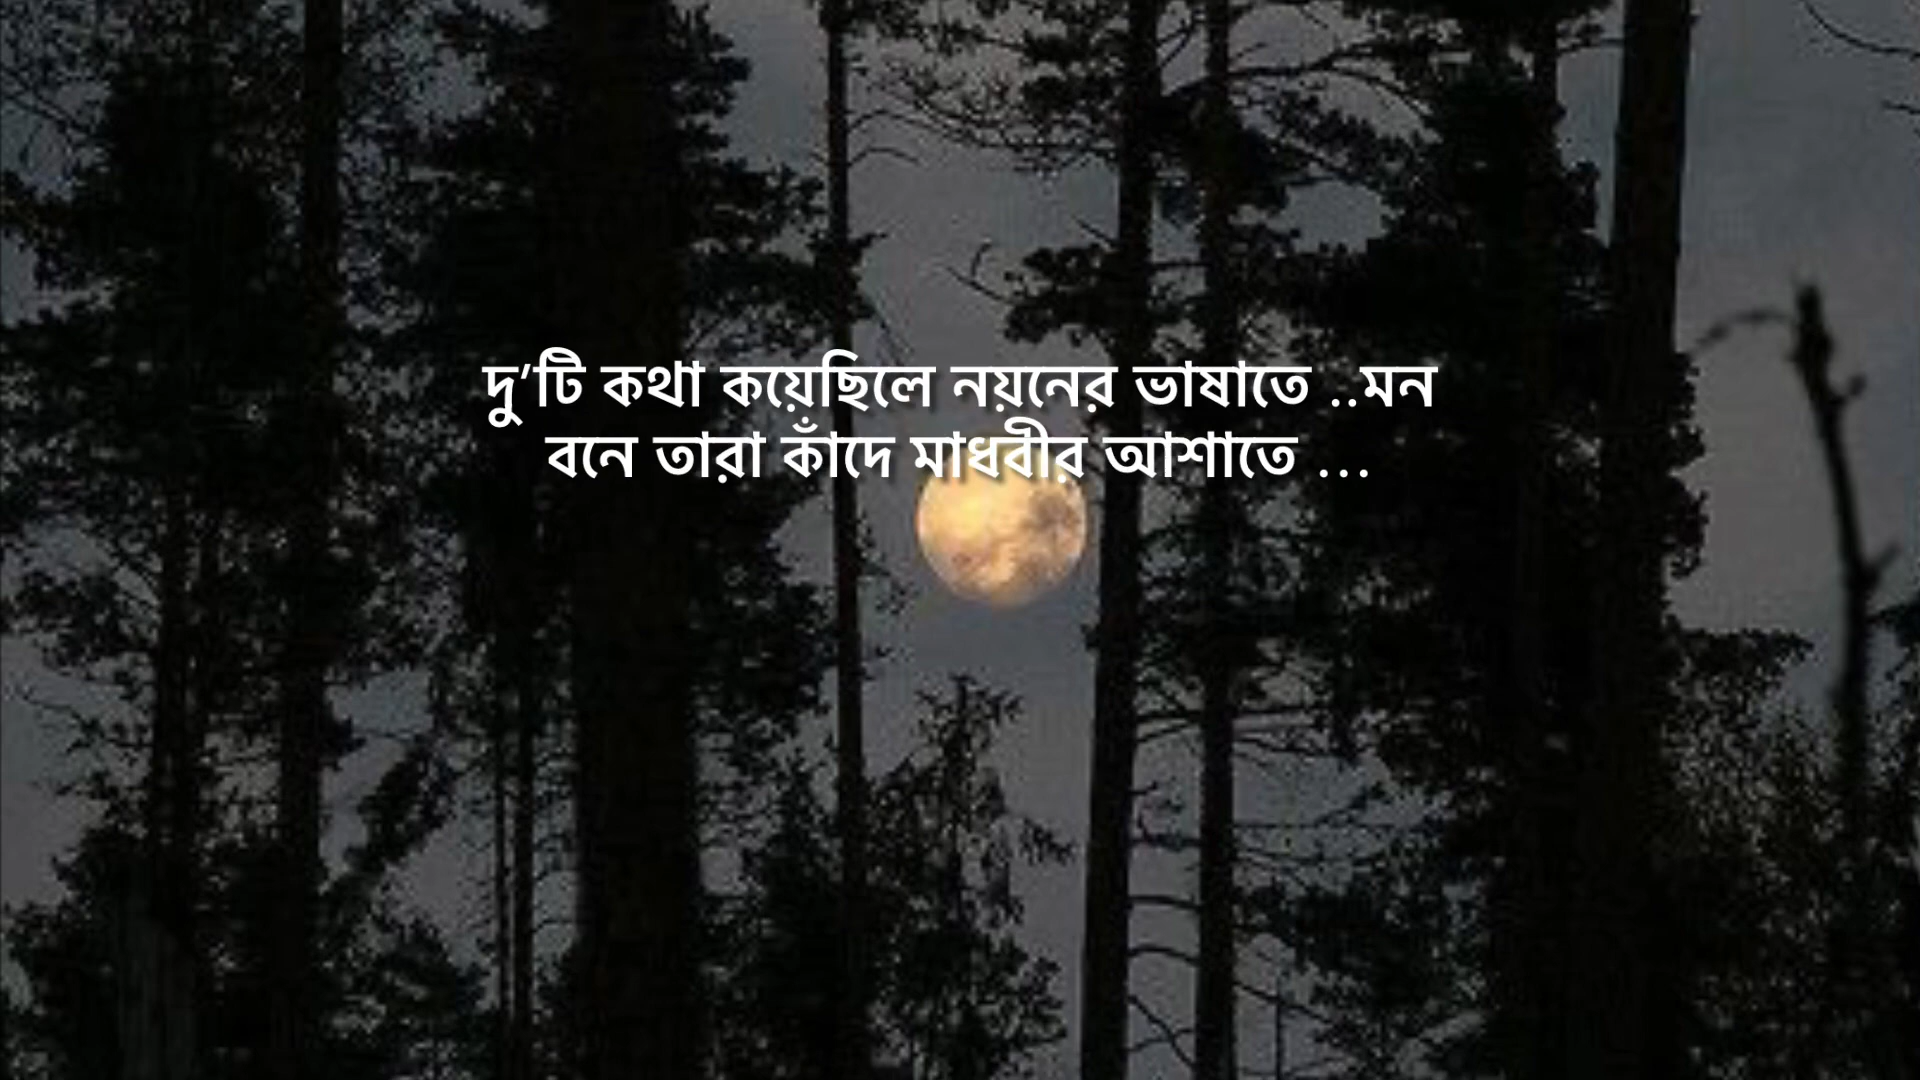 দু’টি কথা কয়েছিলে নয়নের ভাষাতে ..মন
বনে তারা কাঁদে মাধবীর আশাতে ...